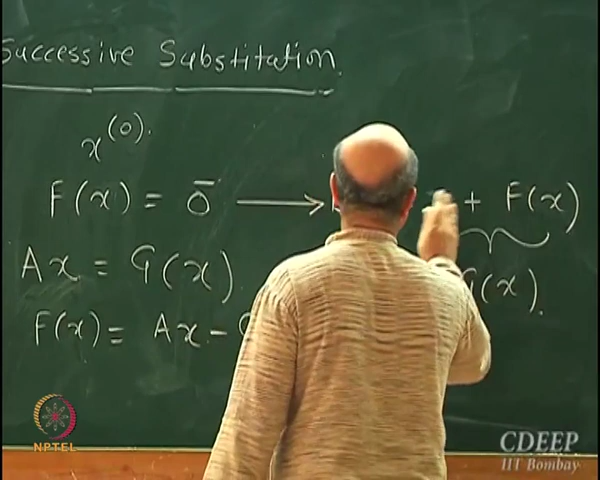 Successive Substitution.
x^(0).
F(x) = 0̄ ⟶ + F(x)
Ax = G(x) (x).
F(x) = Ax -
NPTEL
CDEEP
IIT Bombay